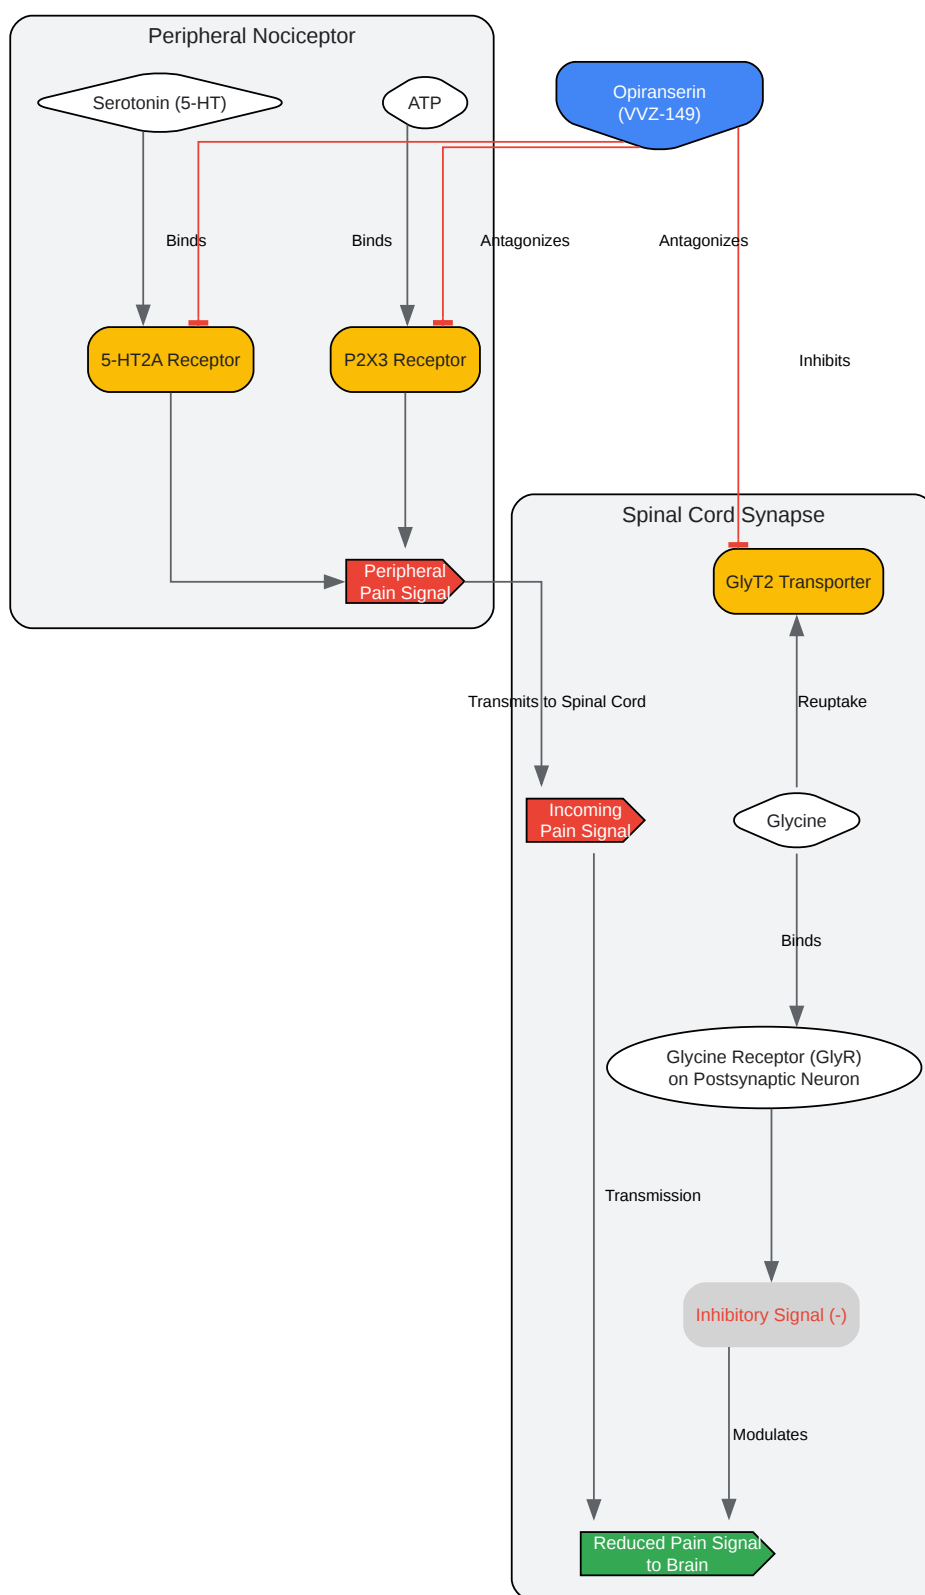 Peripheral Nociceptor
Serotonin (5-HT)
ATP
Opiranserin
(VVZ-149)
Binds
Binds
Antagonizes
Antagonizes
5-HT2A Receptor
P2X3 Receptor
Inhibits
Spinal Cord Synapse
Peripheral
Pain Signal
GlyT2 Transporter
Transmits to Spinal Cord
Reuptake
Incoming
Pain Signal
Glycine
Binds
Glycine Receptor (GlyR)
on Postsynaptic Neuron
Transmission
Inhibitory Signal (-)
Modulates
Reduced Pain Signal
to Brain